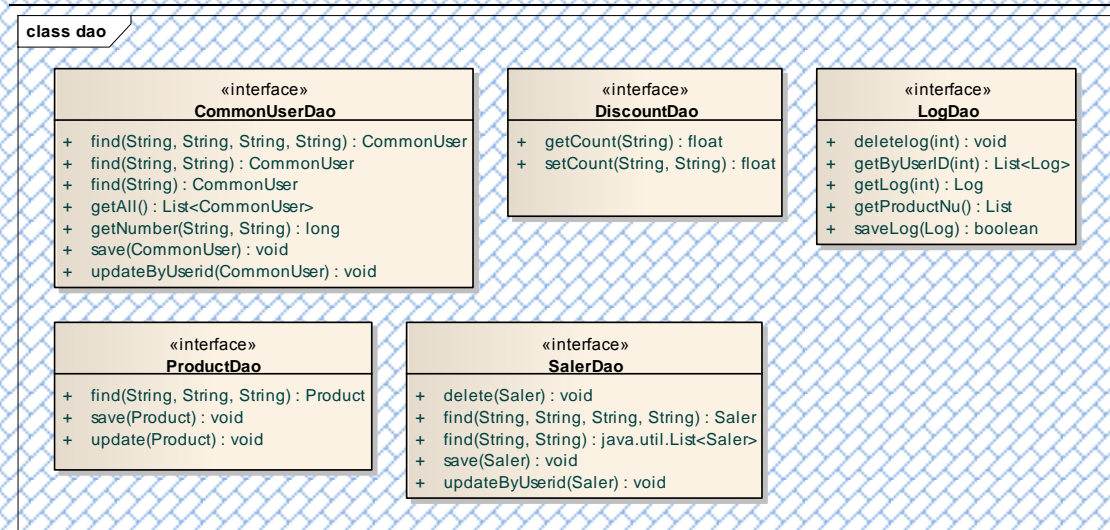 class dao
«interface»
CommonUserDao
+ find(String, String, String, String) : CommonUser
+ find(String, String) : CommonUser
+ find(String) : CommonUser
+ getAll() : List<CommonUser>
+ getNumber(String, String) : long
+ save(CommonUser) : void
+ updateByUserid(CommonUser) : void
«interface»
DiscountDao
+ getCount(String) : float
+ setCount(String, String) : float
«interface»
LogDao
+ deletelog(int) : void
+ getByUserID(int) : List<Log>
+ getLog(int) : Log
+ getProductNu() : List
+ saveLog(Log) : boolean
«interface»
ProductDao
+ find(String, String, String) : Product
+ save(Product) : void
+ update(Product) : void
«interface»
SalerDao
+ delete(Saler) : void
+ find(String, String, String, String) : Saler
+ find(String, String) : java.util.List<Saler>
+ save(Saler) : void
+ updateByUserid(Saler) : void